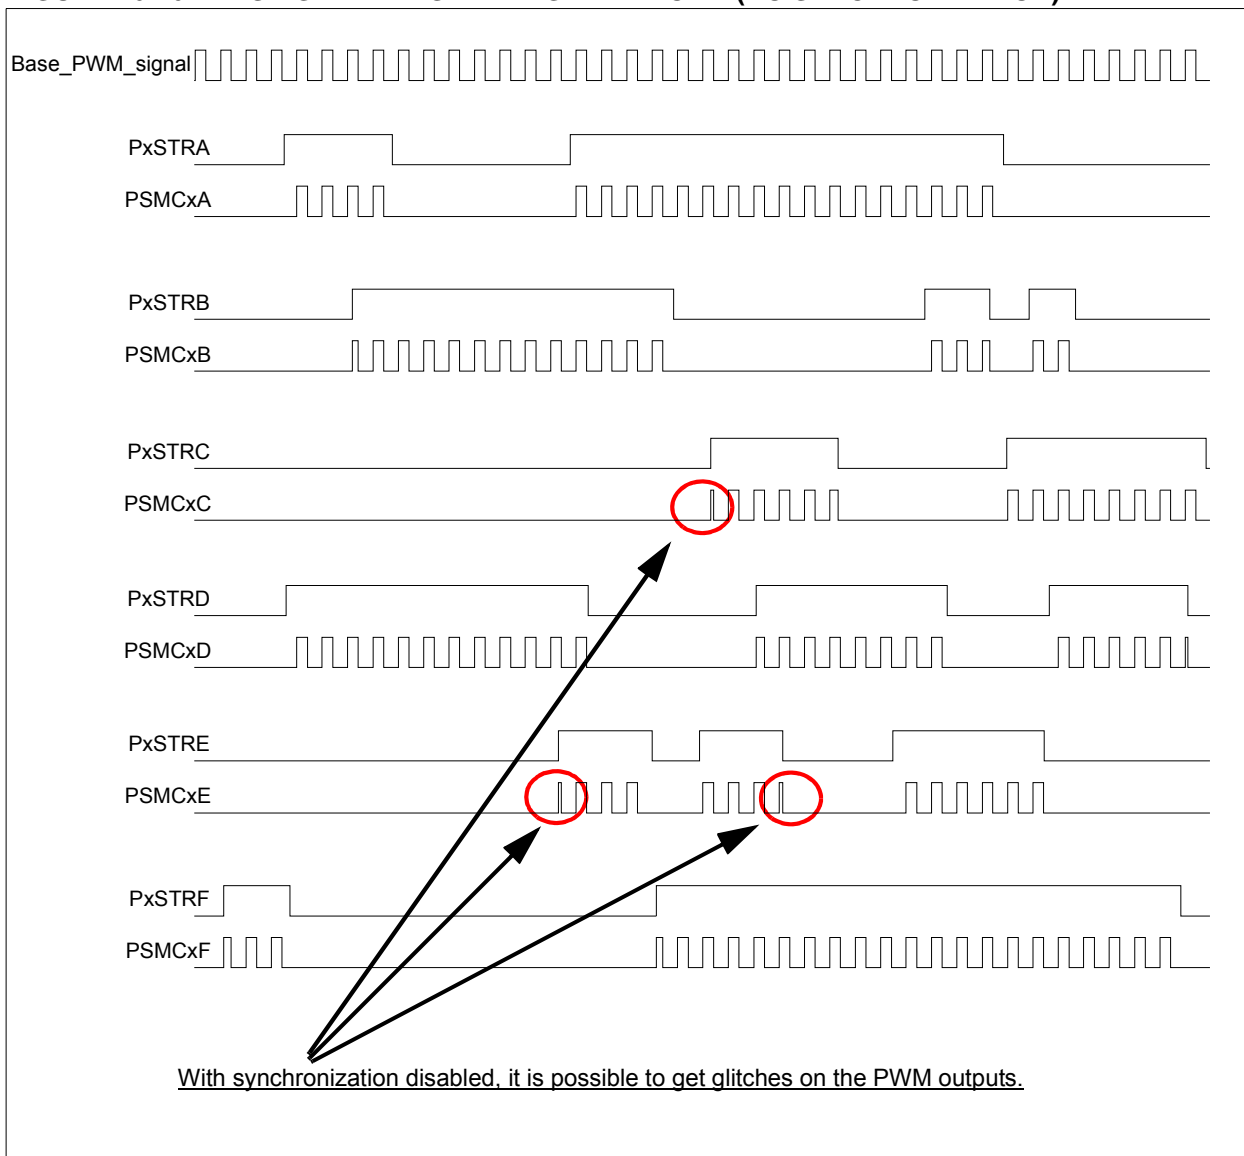 Base_PWM_signal
PxSTRA
PSMCxA
PxSTRB
PSMCxB
PxSTRC
PSMCxC
PxSTRD
PSMCxD
PxSTRE
PSMCxE
PxSTRF
PSMCxF
With synchronization disabled, it is possible to get glitches on the PWM outputs.